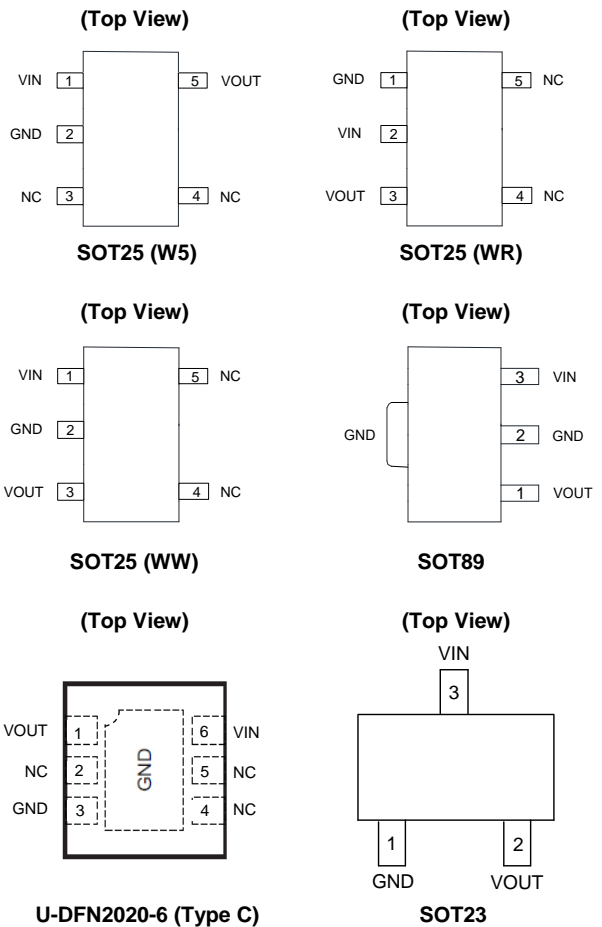 (Top View)
VIN 1 5 VOUT
GND 2
NC 3 4 NC
SOT25 (W5)
(Top View)
GND 1 5 NC
VIN 2
VOUT 3 4 NC
SOT25 (WR)
(Top View)
VIN 1 5 NC
GND 2
VOUT 3 4 NC
SOT25 (WW)
(Top View)
3 VIN
GND 2 GND
1 VOUT
SOT89
(Top View)
VOUT 1 6 VIN
NC 2 GND 5 NC
GND 3 4 NC
U-DFN2020-6 (Type C)
(Top View)
VIN
3
1 2
GND VOUT
SOT23